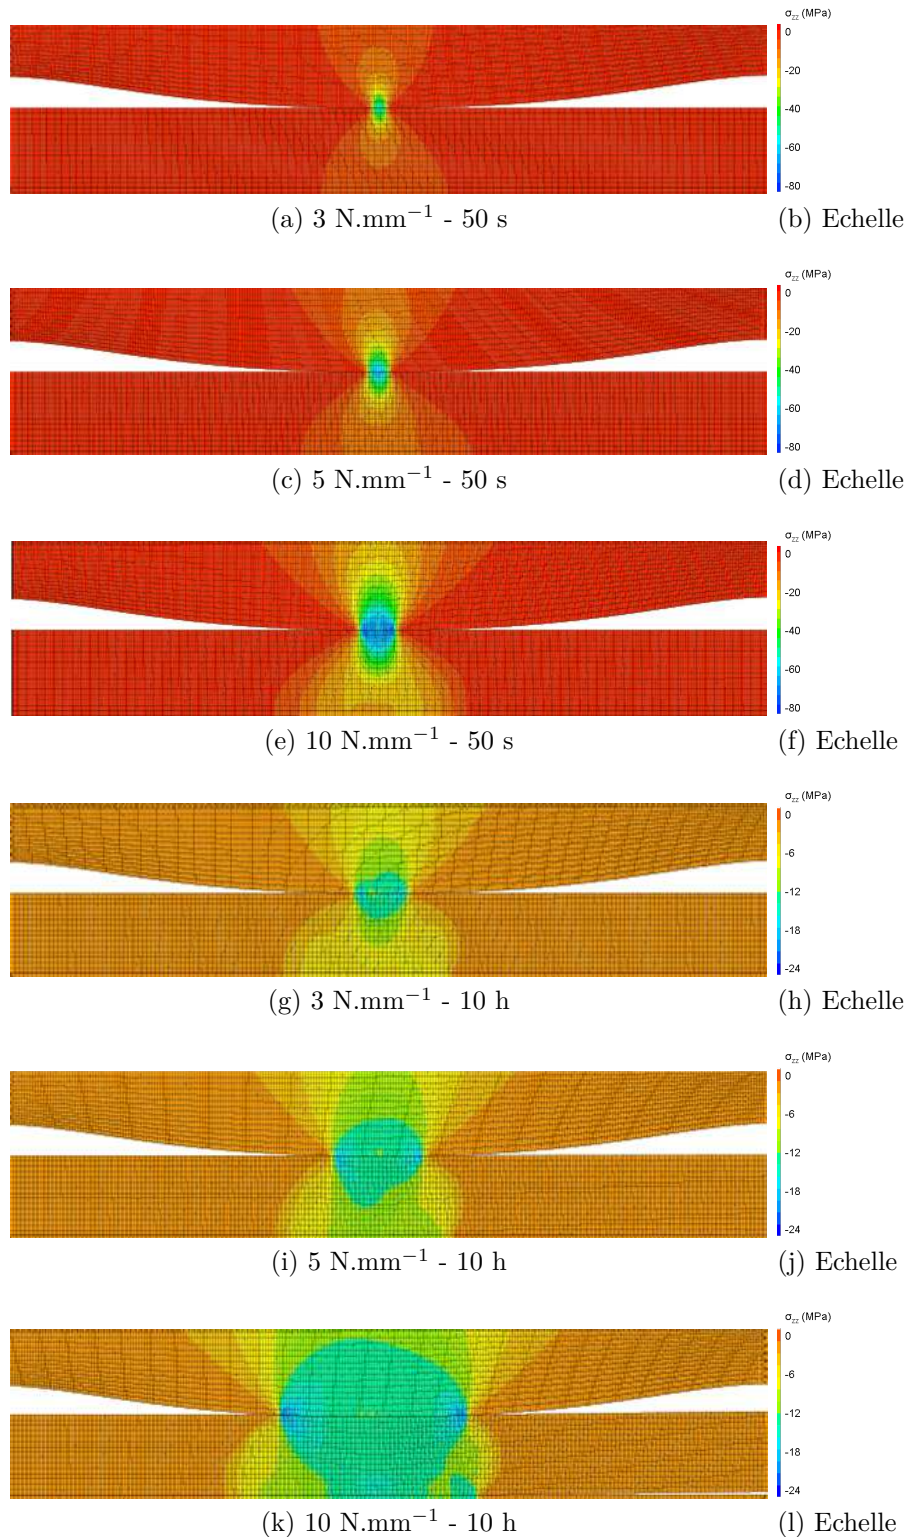 σzz (MPa)
0
-20
-40
-60
-80
(a) 3 N.mm−1 - 50 s
(b) Echelle
σzz (MPa)
0
-20
-40
-60
-80
(c) 5 N.mm−1 - 50 s
(d) Echelle
σzz (MPa)
0
-20
-40
-60
-80
(e) 10 N.mm−1 - 50 s
(f) Echelle
σzz (MPa)
0
-6
-12
-18
-24
(g) 3 N.mm−1 - 10 h
(h) Echelle
σzz (MPa)
0
-6
-12
-18
-24
(i) 5 N.mm−1 - 10 h
(j) Echelle
σzz (MPa)
0
-6
-12
-18
-24
(k) 10 N.mm−1 - 10 h
(l) Echelle